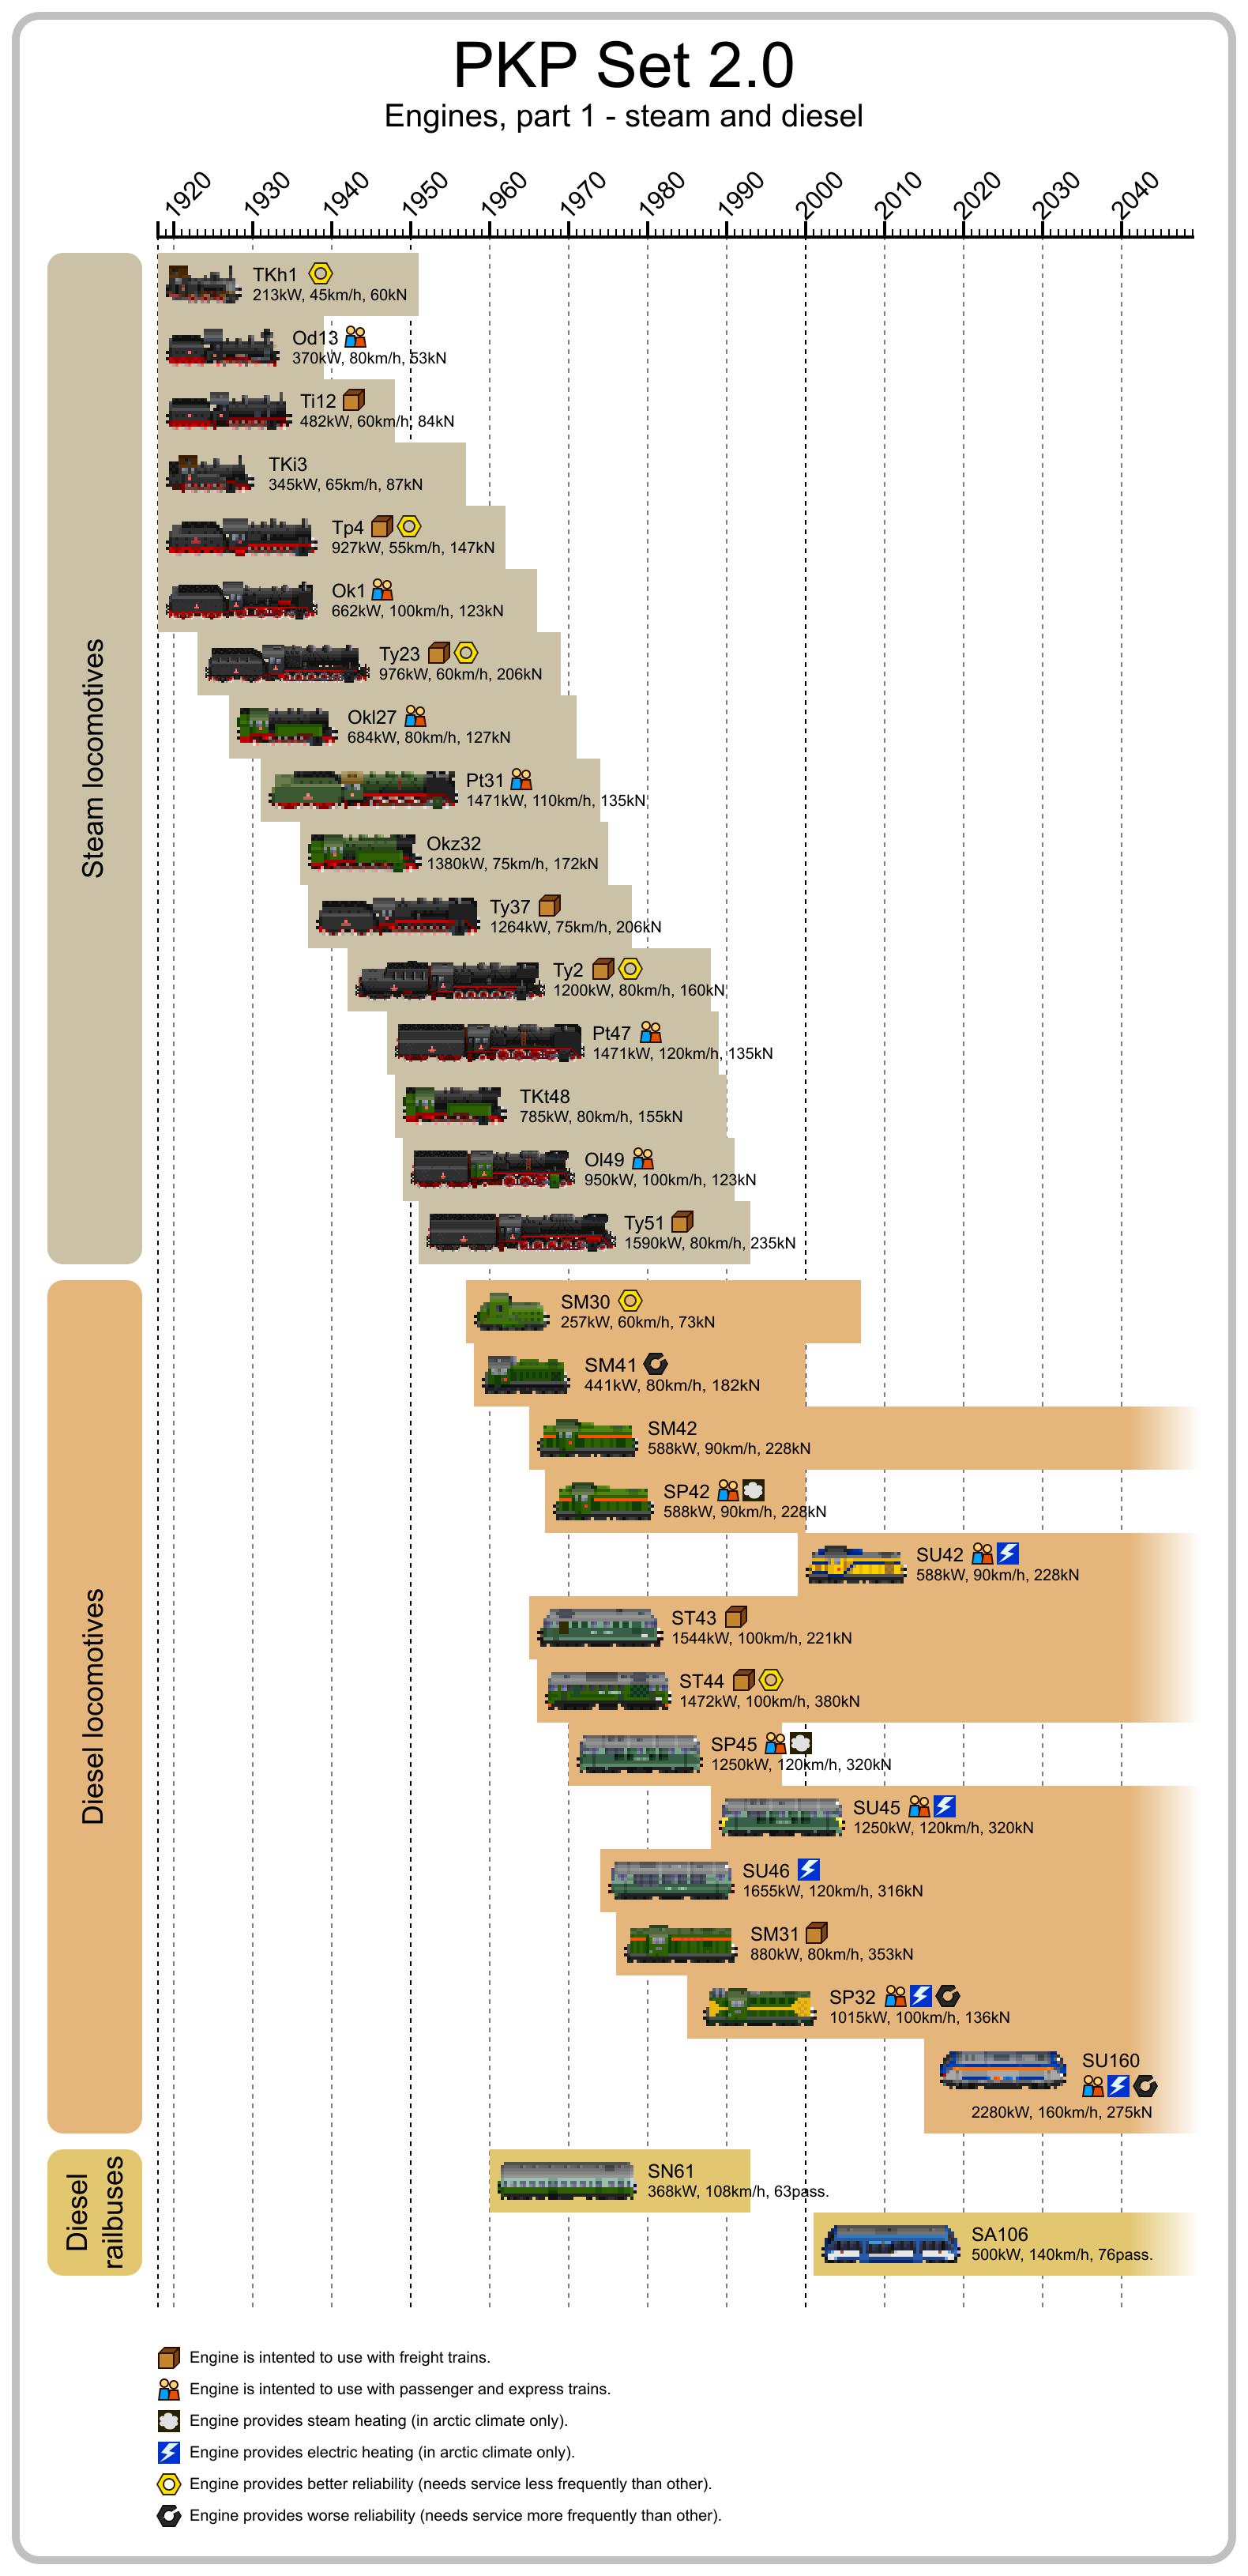 PKP Set 2.0
Engines, part 1 - steam and diesel
1920 1930 1940 1950 1960 1970 1980 1990 2000 2010 2020 2030 2040
Steam locomotives
TKh1
213kW, 45km/h, 60kN
Od13
370kW, 80km/h, 53kN
Ti12
482kW, 60km/h, 84kN
TKi3
345kW, 65km/h, 87kN
Tp4
927kW, 55km/h, 147kN
Ok1
662kW, 100km/h, 123kN
Ty23
976kW, 60km/h, 206kN
Okl27
684kW, 80km/h, 127kN
Pt31
1471kW, 110km/h, 135kN
Okz32
1380kW, 75km/h, 172kN
Ty37
1264kW, 75km/h, 206kN
Ty2
1200kW, 80km/h, 160kN
Pt47
1471kW, 120km/h, 135kN
TKt48
785kW, 80km/h, 155kN
Ol49
950kW, 100km/h, 123kN
Ty51
1590kW, 80km/h, 235kN
Diesel locomotives
SM30
257kW, 60km/h, 73kN
SM41
441kW, 80km/h, 182kN
SM42
588kW, 90km/h, 228kN
SP42
588kW, 90km/h, 228kN
SU42
588kW, 90km/h, 228kN
ST43
1544kW, 100km/h, 221kN
ST44
1472kW, 100km/h, 380kN
SP45
1250kW, 120km/h, 320kN
SU45
1250kW, 120km/h, 320kN
SU46
1655kW, 120km/h, 316kN
SM31
880kW, 80km/h, 353kN
SP32
1015kW, 100km/h, 136kN
SU160
2280kW, 160km/h, 275kN
Diesel
railbuses
SN61
368kW, 108km/h, 63pass.
SA106
500kW, 140km/h, 76pass.
Engine is intented to use with freight trains.
Engine is intented to use with passenger and express trains.
Engine provides steam heating (in arctic climate only).
Engine provides electric heating (in arctic climate only).
Engine provides better reliability (needs service less frequently than other).
Engine provides worse reliability (needs service more frequently than other).